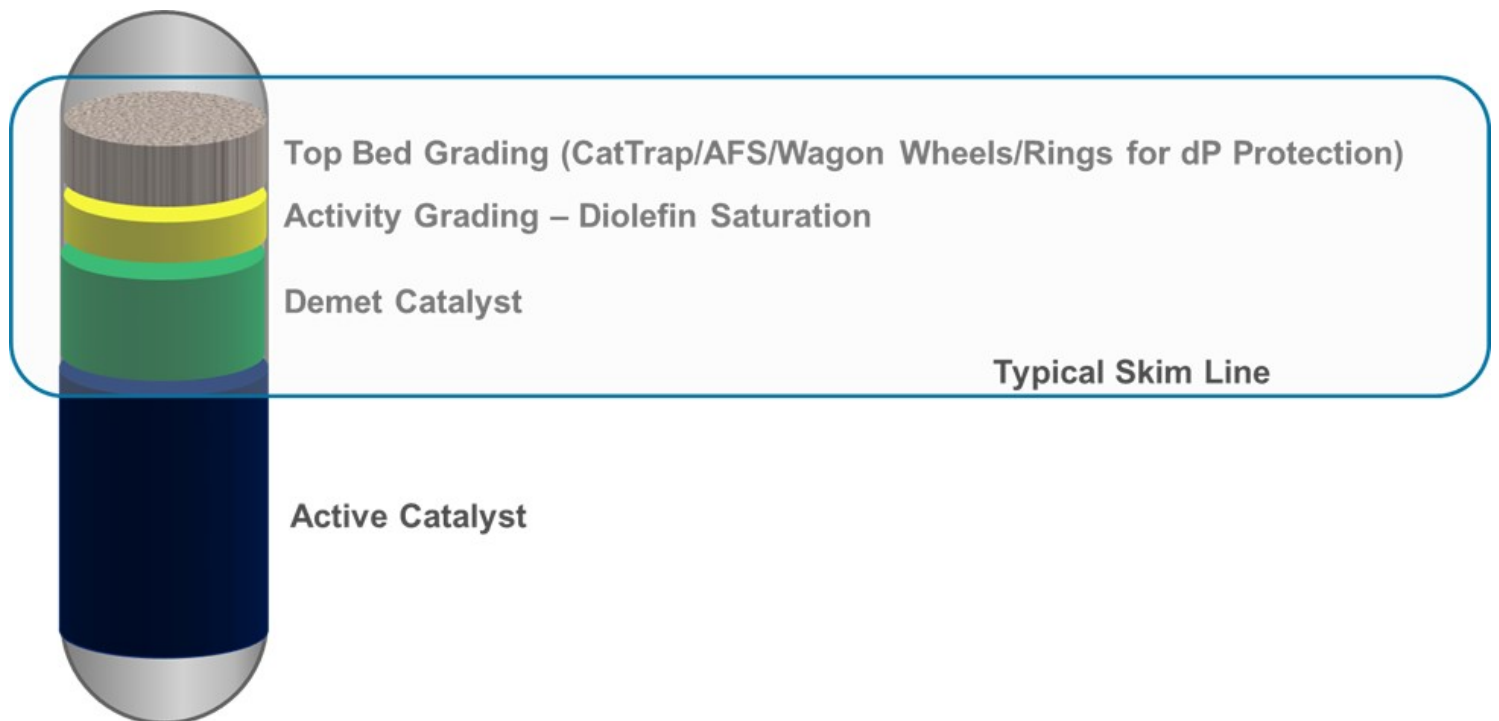 Top Bed Grading (CatTrap/AFS/Wagon Wheels/Rings for dP Protection)
Activity Grading – Diolefin Saturation
Demet Catalyst
Typical Skim Line
Active Catalyst